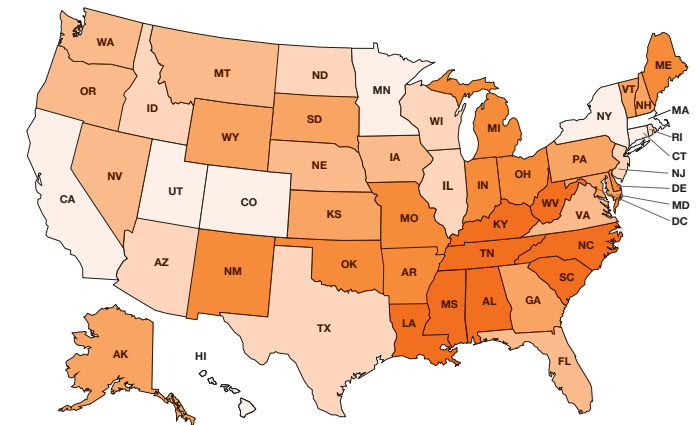 WA
MT
ND
MN
OR
ID
WY
SD
WI
MI
NY
VT
NH
ME
MA
RI
CT
NJ
DE
MD
DC
NV
UT
CO
CA
NE
IA
IL
IN
OH
PA
KS
MO
KY
WV
VA
AZ
NM
OK
AR
TN
NC
SC
TX
LA
MS
AL
GA
FL
AK
HI